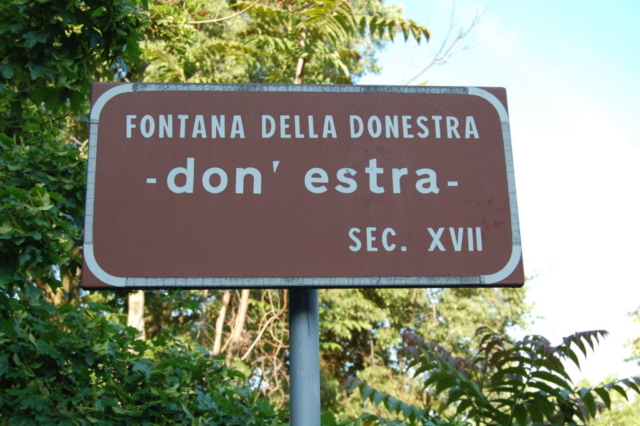 FONTANA DELLA DONESTRA
-don' estra-
SEC. XVII